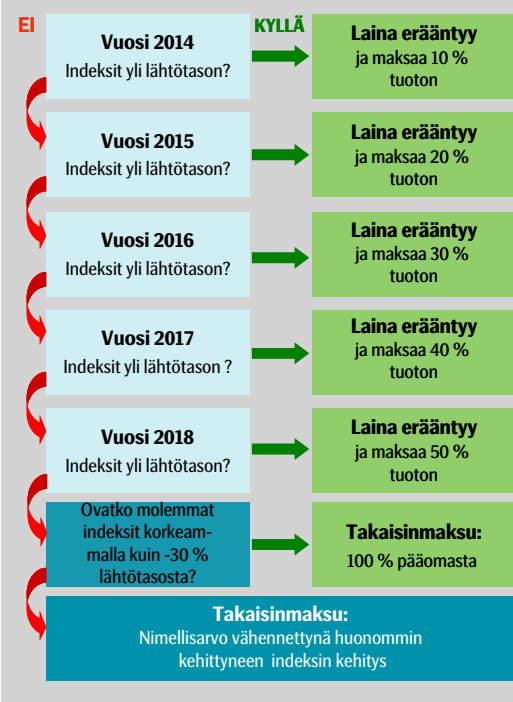 EI
KYLLÄ
Vuosi 2014
Indeksit yli lähtötason?
Laina erääntyy
ja maksaa 10 %
tuoton
Vuosi 2015
Indeksit yli lähtötason?
Laina erääntyy
ja maksaa 20 %
tuoton
Vuosi 2016
Indeksit yli lähtötason?
Laina erääntyy
ja maksaa 30 %
tuoton
Vuosi 2017
Indeksit yli lähtötason ?
Laina erääntyy
ja maksaa 40 %
tuoton
Vuosi 2018
Indeksit yli lähtötason?
Laina erääntyy
ja maksaa 50 %
tuoton
Ovatko molemmat
indeksit korkeam-
malla kuin -30 %
lähtötasosta?
Takaisinmaksu:
100 % pääomasta
Takaisinmaksu:
Nimellisarvo vähennettynä huonommin
kehittyneen indeksin kehitys